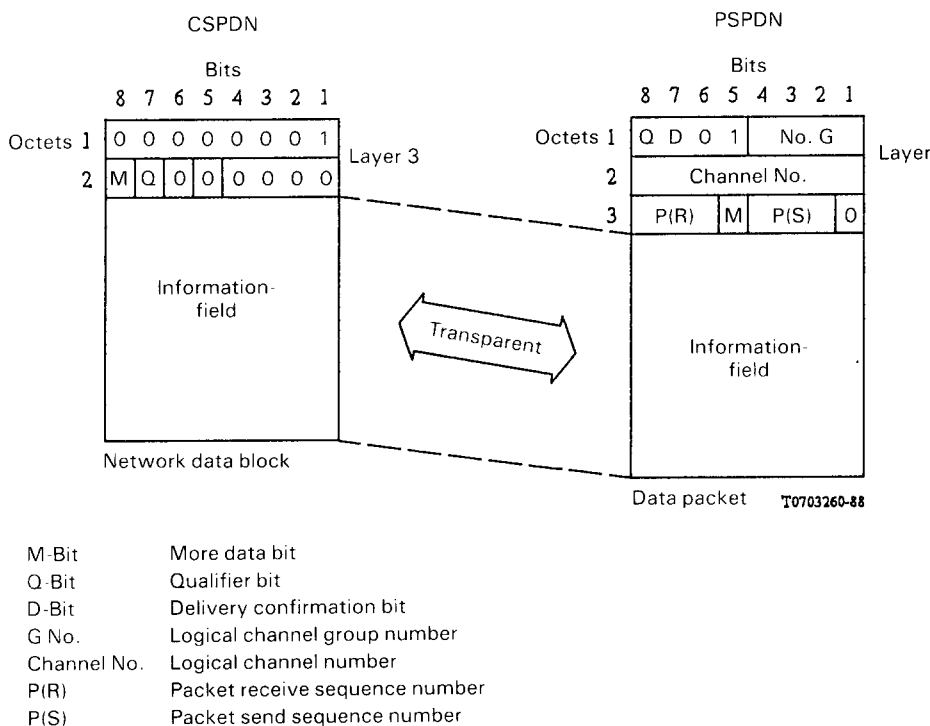 CSPDN
PSPDN
Bits
Bits
8 7 6 5 4 3 2 1
8 7 6 5 4 3 2 1
Octets 1 0 0 0 0 0 0 0 1
Layer 3
2 M Q 0 0 0 0 0 0
Octets 1 Q D 0 1 No. G
Layer
2 Channel No.
3 P(R) M P(S) 0
Information-
field
Transparent
Information-
field
Network data block
Data packet T0703260-88
M-Bit More data bit
Q-Bit Qualifier bit
D-Bit Delivery confirmation bit
G No. Logical channel group number
Channel No. Logical channel number
P(R) Packet receive sequence number
P(S) Packet send sequence number